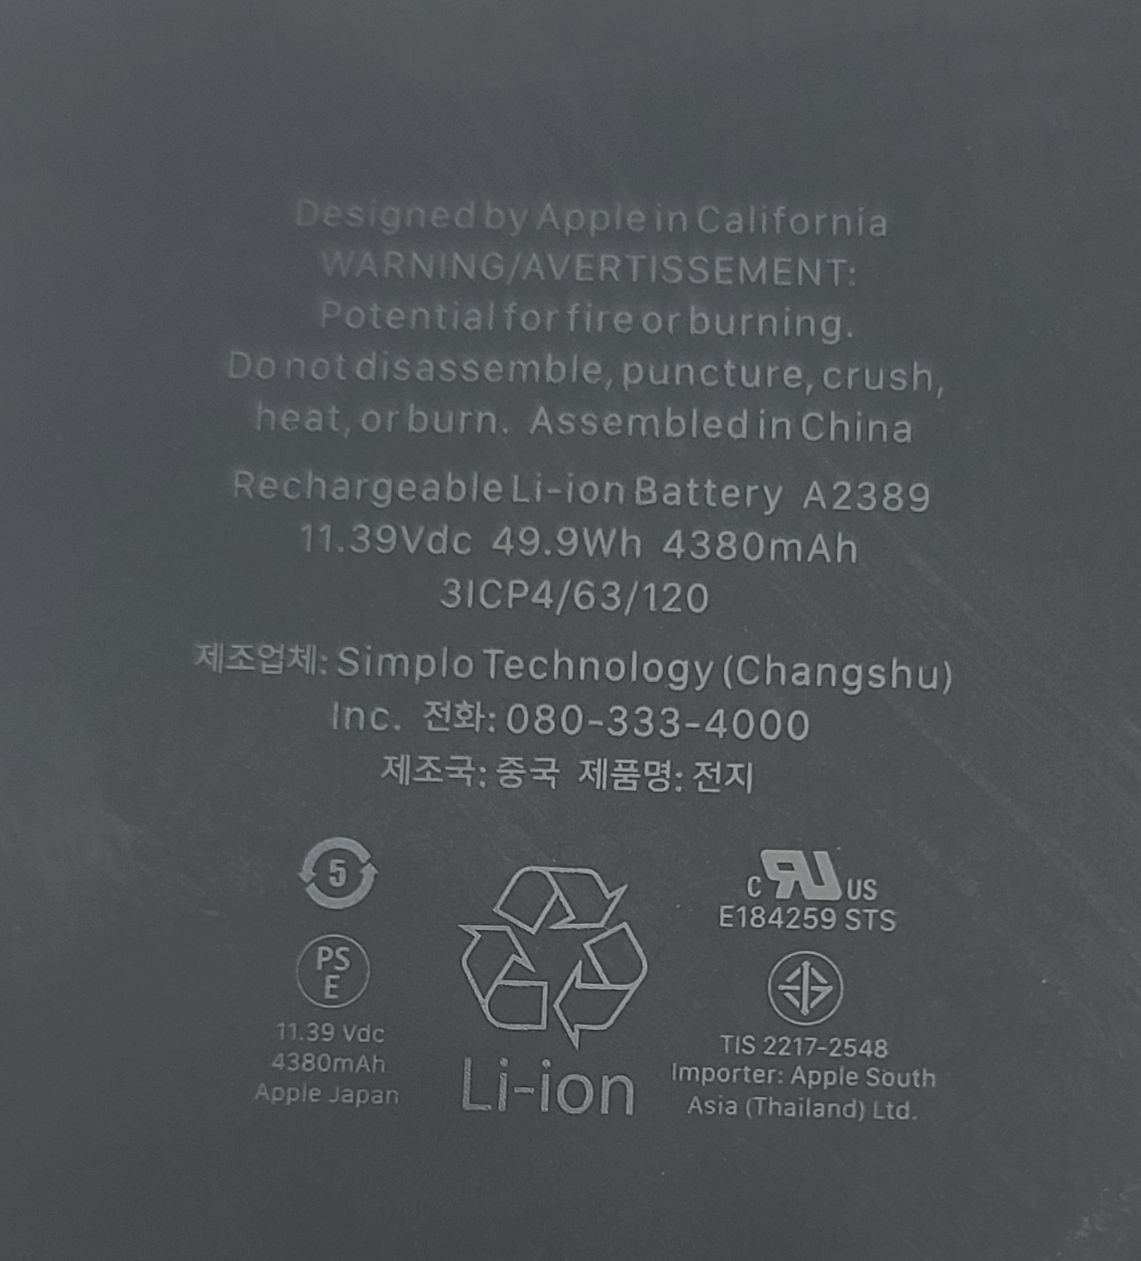 Designed by Apple in California
WARNING/AVERTISSEMENT:
Potential for fire or burning.
Do not disassemble, puncture, crush,
heat, or burn. Assembled in China
Rechargeable Li-ion Battery A2389
11.39Vdc 49.9Wh 4380mAh
3ICP4/63/120
제조업체: Simplo Technology (Changshu)
Inc. 전화: 080-333-4000
제조국: 중국 제품명: 전지
5
PS
E
11.39 Vdc
4380mAh
Apple Japan
Li-ion
C RU US
E184259 STS
TIS 2217-2548
Importer: Apple South
Asia (Thailand) Ltd.